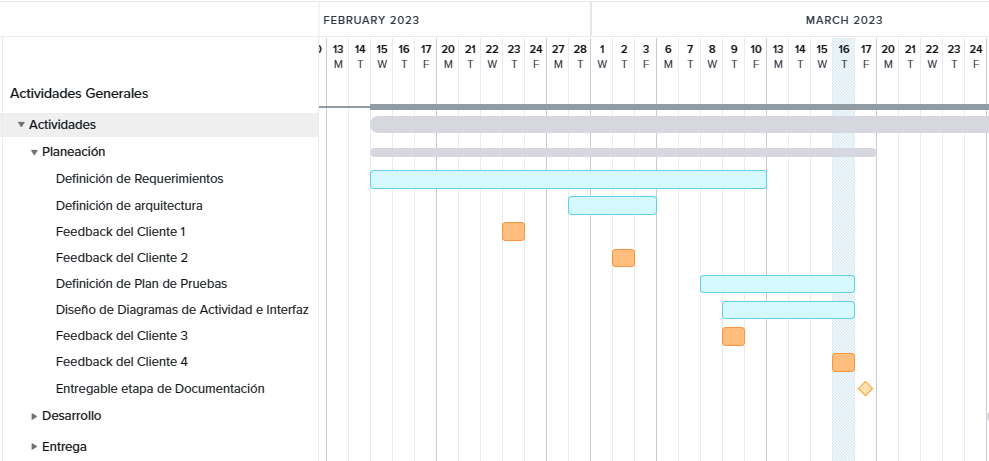 FEBRUARY 2023 MARCH 2023
13 14 15 16 17 20 21 22 23 24 27 28 1 2 3 6 7 8 9 10 13 14 15 16 17 20 21 22 23 24
M T W T F M T W T F M T W T F M T W T F M T W T F M T W T F
Actividades Generales
Actividades
Planeación
Definición de Requerimientos
Definición de arquitectura
Feedback del Cliente 1
Feedback del Cliente 2
Definición de Plan de Pruebas
Diseño de Diagramas de Actividad e Interfaz
Feedback del Cliente 3
Feedback del Cliente 4
Entregable etapa de Documentación
Desarrollo
Entrega